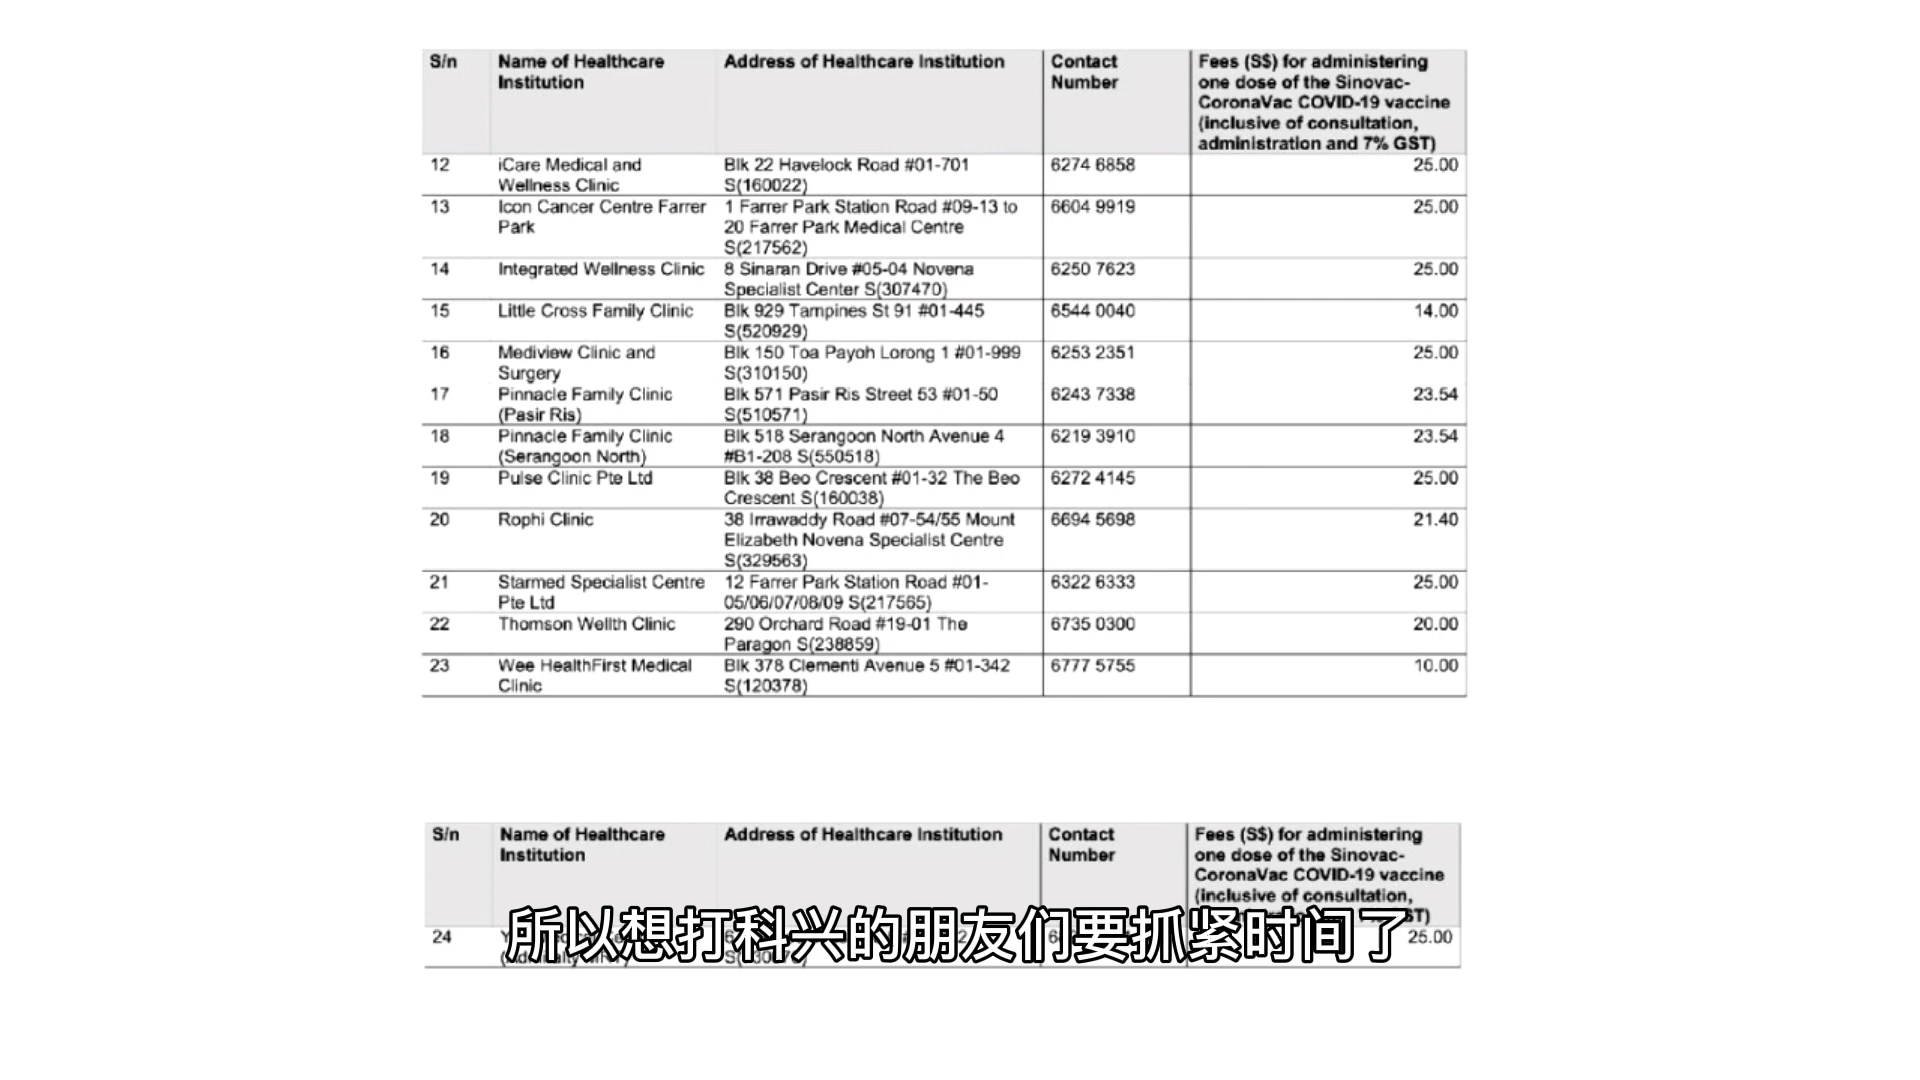 S/n Name of Healthcare Institution Address of Healthcare Institution Contact Number Fees (S$) for administering one dose of the Sinovac-CoronaVac COVID-19 vaccine (inclusive of consultation, administration and 7% GST)
12 iCare Medical and Wellness Clinic Blk 22 Havelock Road #01-701 S(160022) 6274 6858 25.00
13 Icon Cancer Centre Farrer Park 1 Farrer Park Station Road #09-13 to 20 Farrer Park Medical Centre S(217562) 6604 9919 25.00
14 Integrated Wellness Clinic 8 Sinaran Drive #05-04 Novena Specialist Center S(307470) 6250 7623 25.00
15 Little Cross Family Clinic Blk 929 Tampines St 91 #01-445 S(520929) 6544 0040 14.00
16 Mediview Clinic and Surgery Blk 150 Toa Payoh Lorong 1 #01-999 S(310150) 6253 2351 25.00
17 Pinnacle Family Clinic (Pasir Ris) Blk 571 Pasir Ris Street 53 #01-50 S(510571) 6243 7338 23.54
18 Pinnacle Family Clinic (Serangoon North) Blk 518 Serangoon North Avenue 4 #B1-208 S(550518) 6219 3910 23.54
19 Pulse Clinic Pte Ltd Blk 38 Beo Crescent #01-32 The Beo Crescent S(160038) 6272 4145 25.00
20 Rophi Clinic 38 Irrawaddy Road #07-54/55 Mount Elizabeth Novena Specialist Centre S(329563) 6694 5698 21.40
21 Starmed Specialist Centre Pte Ltd 12 Farrer Park Station Road #01-05/06/07/08/09 S(217565) 6322 6333 25.00
22 Thomson Wellth Clinic 290 Orchard Road #19-01 The Paragon S(238859) 6735 0300 20.00
23 Wee HealthFirst Medical Clinic Blk 378 Clementi Avenue 5 #01-342 S(120378) 6777 5755 10.00
S/n Name of Healthcare Institution Address of Healthcare Institution Contact Number Fees (S$) for administering one dose of the Sinovac-CoronaVac COVID-19 vaccine (inclusive of consultation,
24 25.00
所以想打科兴的朋友们要抓紧时间了